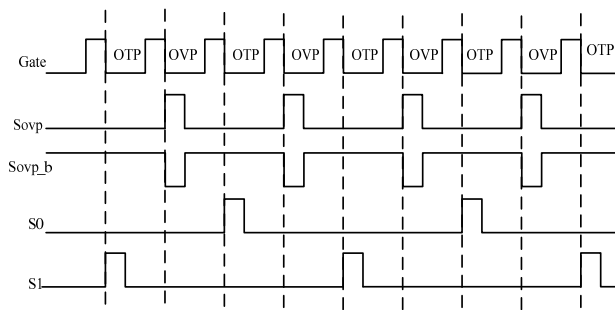 Gate OTP OVP OTP OVP OTP OVP OTP OVP OTP
Sovp
Sovp_b
S0
S1